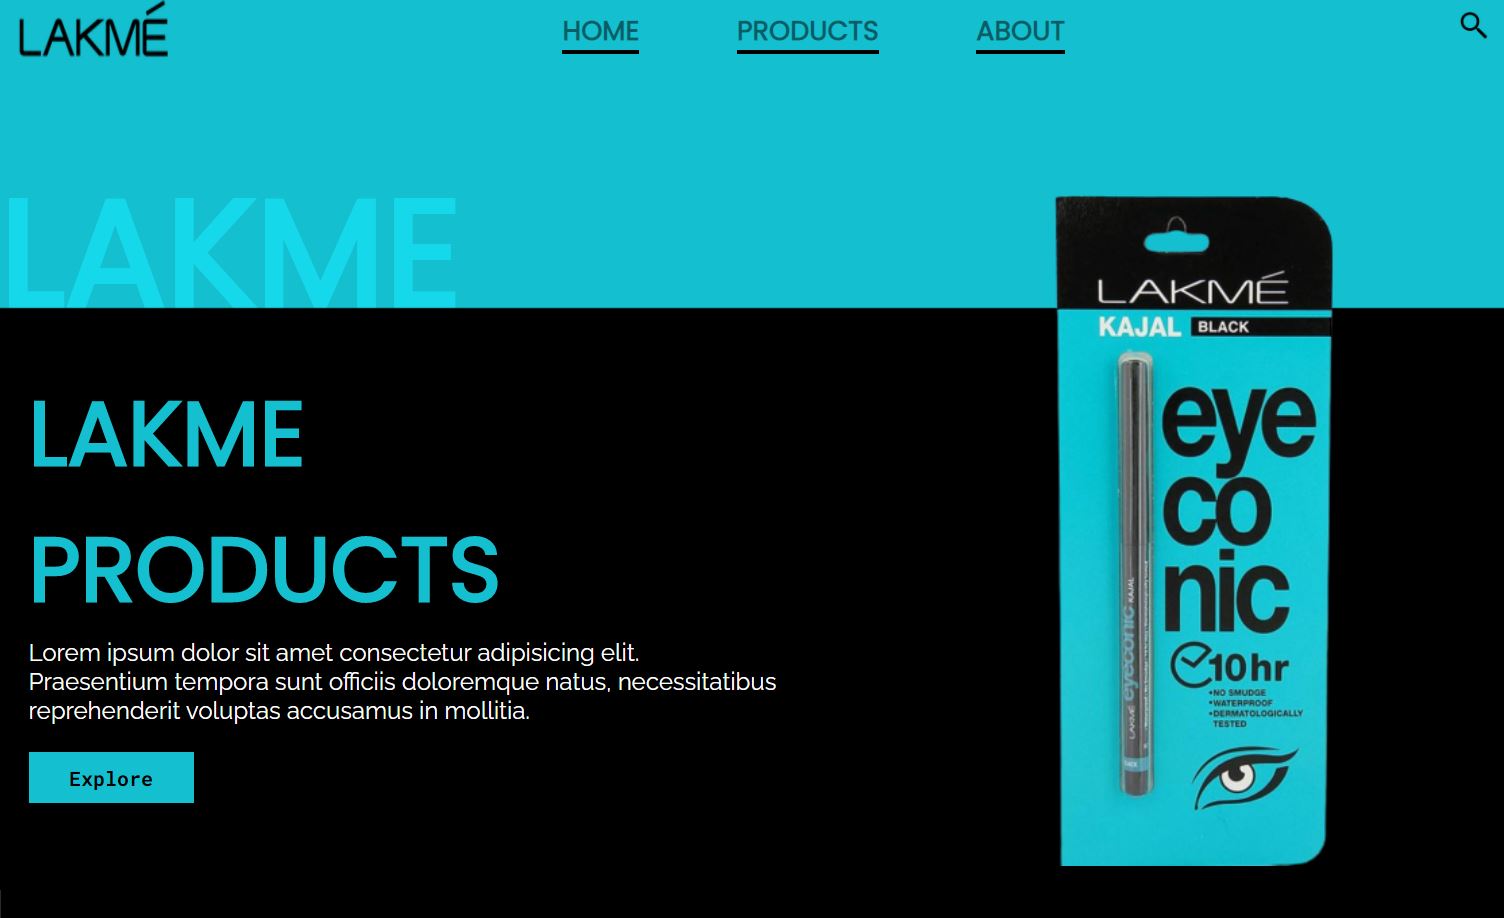 LAKMÉ
HOME PRODUCTS ABOUT
LAKME
LAKME
PRODUCTS
Lorem ipsum dolor sit amet consectetur adipisicing elit.
Praesentium tempora sunt officiis doloremque natus, necessitatibus
reprehenderit voluptas accusamus in mollitia.
Explore
LAKMÉ
KAJAL BLACK
eye
co
nic
10hr
•NO SMUDGE
•WATERPROOF
•DERMATOLOGICALLY
TESTED
LAKMÉ eyeconic KAJAL